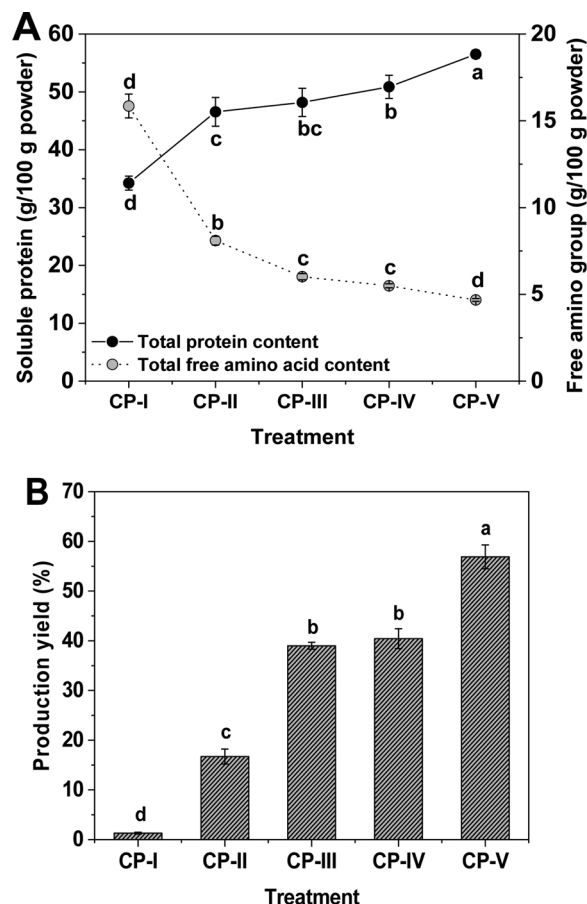 A
60
50
40
30
20
10
0
Soluble protein (g/100 g powder)
20
15
10
5
0
Free amino group (g/100 g powder)
d
d
c
b
bc
c
b
c
a
d
Total protein content
Total free amino acid content
CP-I CP-II CP-III CP-IV CP-V
Treatment
B
70
60
50
40
30
20
10
0
Production yield (%)
d
c
b
b
a
CP-I CP-II CP-III CP-IV CP-V
Treatment